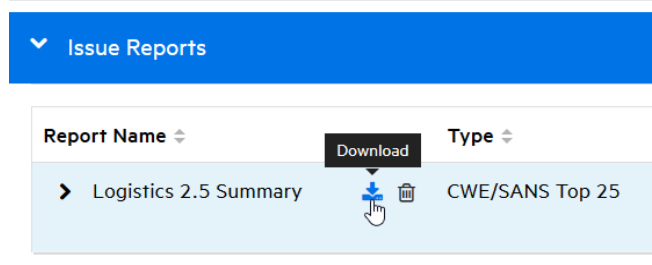 Issue Reports
Report Name Type
Download
Logistics 2.5 Summary CWE/SANS Top 25